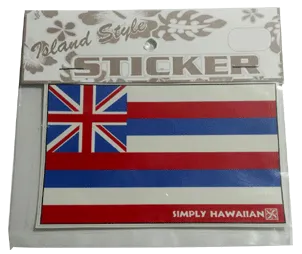 Island Style
STICKER
SIMPLY HAWAIIAN